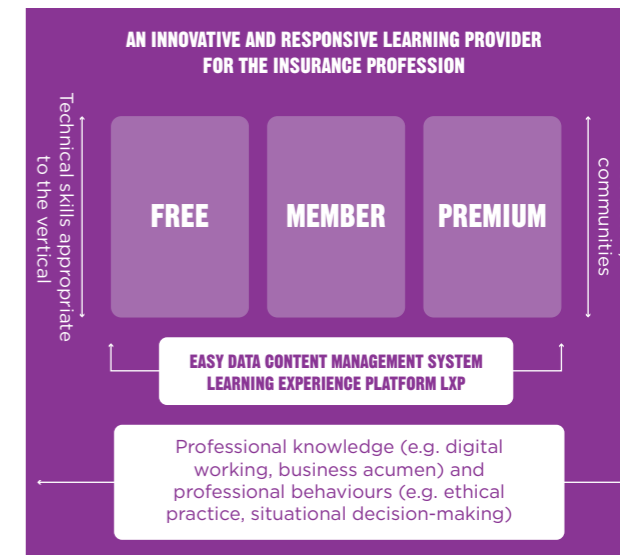 AN INNOVATIVE AND RESPONSIVE LEARNING PROVIDER
FOR THE INSURANCE PROFESSION
Technical skills appropriate
to the vertical
FREE
MEMBER
PREMIUM
communities
EASY DATA CONTENT MANAGEMENT SYSTEM
LEARNING EXPERIENCE PLATFORM LXP
Professional knowledge (e.g. digital
working, business acumen) and
professional behaviours (e.g. ethical
practice, situational decision-making)